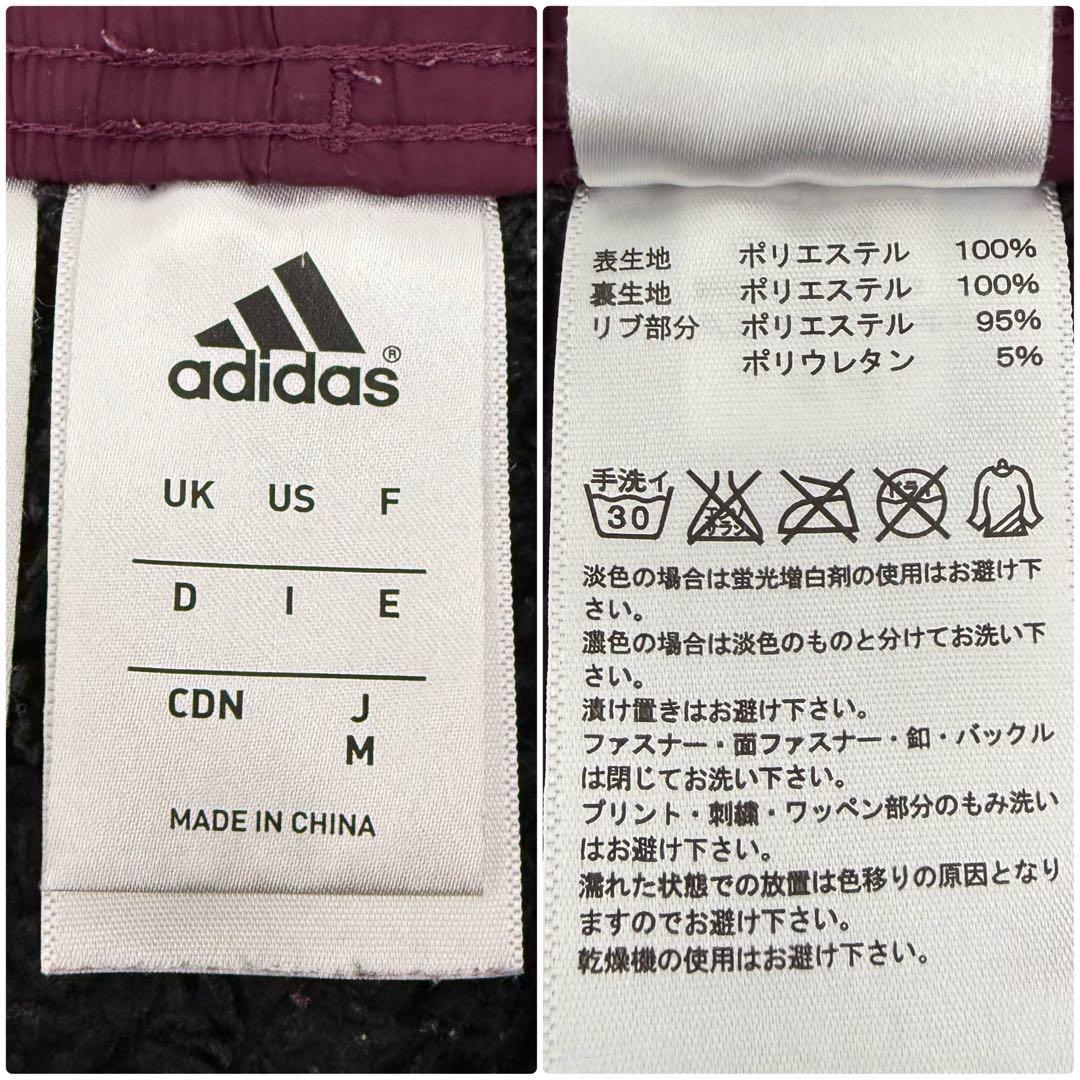 adidas®
UK US F
D I E
CDN J
M
MADE IN CHINA
表生地 ポリエステル 100%
裏生地 ポリエステル 100%
リブ部分 ポリエステル 95%
ポリウレタン 5%
手洗イ
30
エンソ
サラシ
ドライ
淡色の場合は蛍光増白剤の使用はお避け下
さい。
濃色の場合は淡色のものと分けてお洗い下
さい。
漬け置きはお避け下さい。
ファスナー・面ファスナー・釦・バックル
は閉じてお洗い下さい。
プリント・刺繍・ワッペン部分のもみ洗い
はお避け下さい。
濡れた状態での放置は色移りの原因となり
ますのでお避け下さい。
乾燥機の使用はお避け下さい。